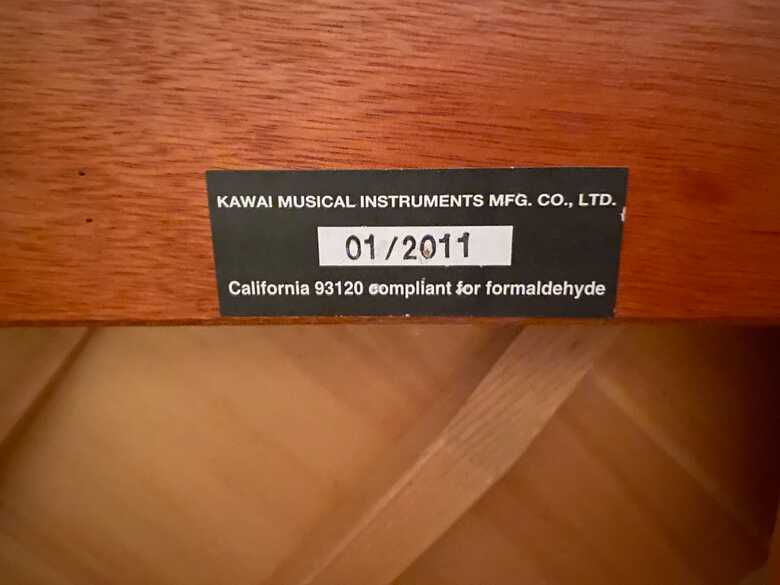 KAWAI MUSICAL INSTRUMENTS MFG. CO., LTD.
01/2011
California 93120 compliant for formaldehyde